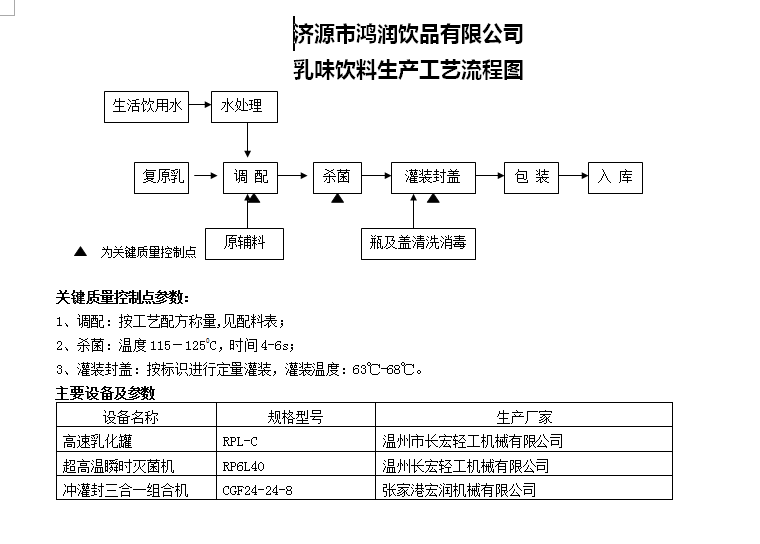 济源市鸿润饮品有限公司
乳味饮料生产工艺流程图
生活饮用水 水处理
复原乳 调 配 杀菌 灌装封盖 包 装 入 库
原辅料 瓶及盖清洗消毒
▲ 为关键质量控制点
关键质量控制点参数：
1、调配：按工艺配方称量,见配料表；
2、杀菌：温度115－125℃，时间4-6s；
3、灌装封盖：按标识进行定量灌装，灌装温度：63℃-68℃。
主要设备及参数
设备名称 规格型号 生产厂家
高速乳化罐 RPL-C 温州市长宏轻工机械有限公司
超高温瞬时灭菌机 RP6L40 温州长宏轻工机械有限公司
冲灌封三合一组合机 CGF24-24-8 张家港宏润机械有限公司